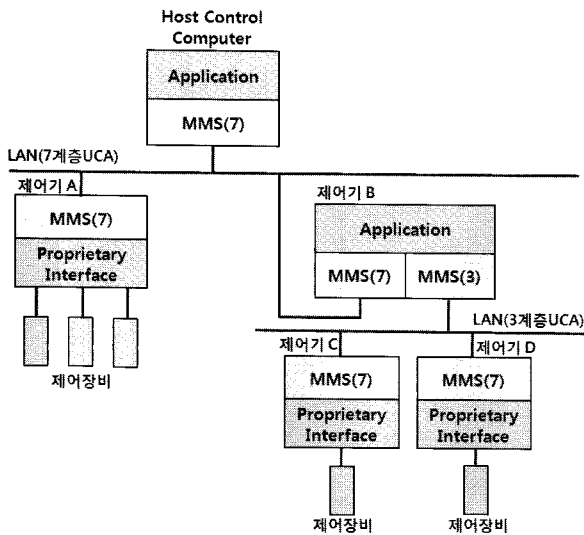 Host Control
Computer
Application
MMS(7)
LAN(7계층UCA)
제어기 A
MMS(7)
Proprietary
Interface
제어장비
제어기 B
Application
MMS(7)
MMS(3)
LAN(3계층UCA)
제어기 C
MMS(7)
Proprietary
Interface
제어장비
제어기 D
MMS(7)
Proprietary
Interface
제어장비